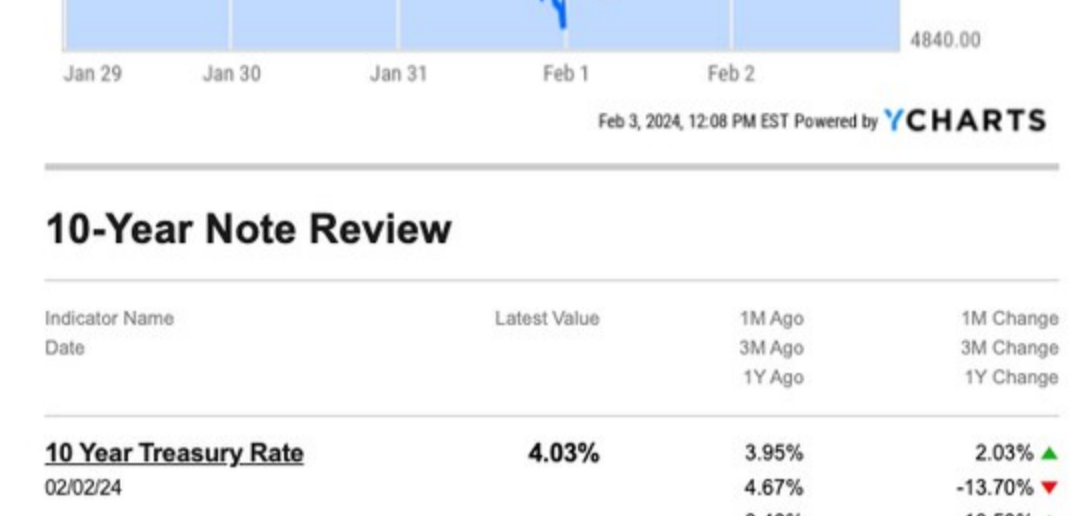 4840.00
Jan 29 Jan 30 Jan 31 Feb 1 Feb 2
Feb 3, 2024, 12:08 PM EST Powered by YCHARTS
10-Year Note Review
Indicator Name Latest Value 1M Ago 1M Change
Date 3M Ago 3M Change
1Y Ago 1Y Change
10 Year Treasury Rate 4.03% 3.95% 2.03%
02/02/24 4.67% -13.70%